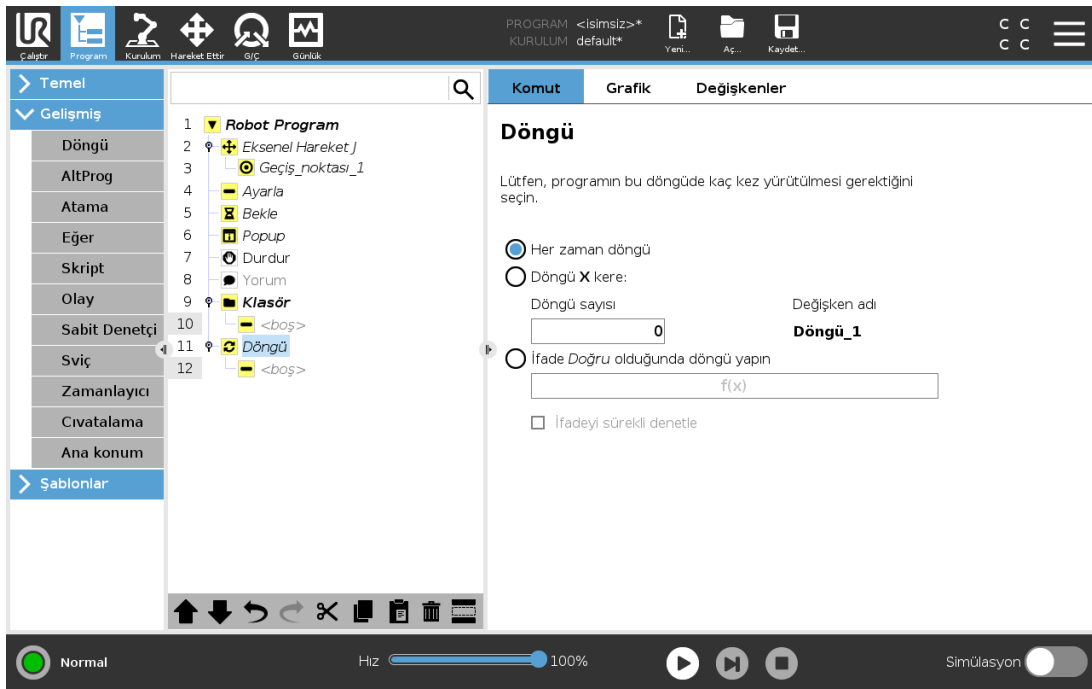 PROGRAM <isimsiz>*
KURULUM default*
C C
C C
Çalıştır
Program
Kurulum
Hareket Ettir
G/Ç
Günlük
Yeni...
Aç...
Kaydet...
Temel
Gelişmiş
Döngü
AltProg
Atama
Eğer
Skript
Olay
Sabit Denetçi
Sviç
Zamanlayıcı
Cıvatalama
Ana konum
Şablonlar
1 Robot Program
2 Eksenel Hareket J
3 Geçiş_noktası_1
4 Ayarla
5 Bekle
6 Popup
7 Durdur
8 Yorum
9 Klasör
10 <boş>
11 Döngü
12 <boş>
Komut
Grafik
Değişkenler
Döngü
Lütfen, programın bu döngüde kaç kez yürütülmesi gerektiğini
seçin.
Her zaman döngü
Döngü X kere:
Döngü sayısı
Değişken adı
0
Döngü_1
İfade Doğru olduğunda döngü yapın
f(x)
İfadeyi sürekli denetle
Normal
Hız
100%
Simülasyon